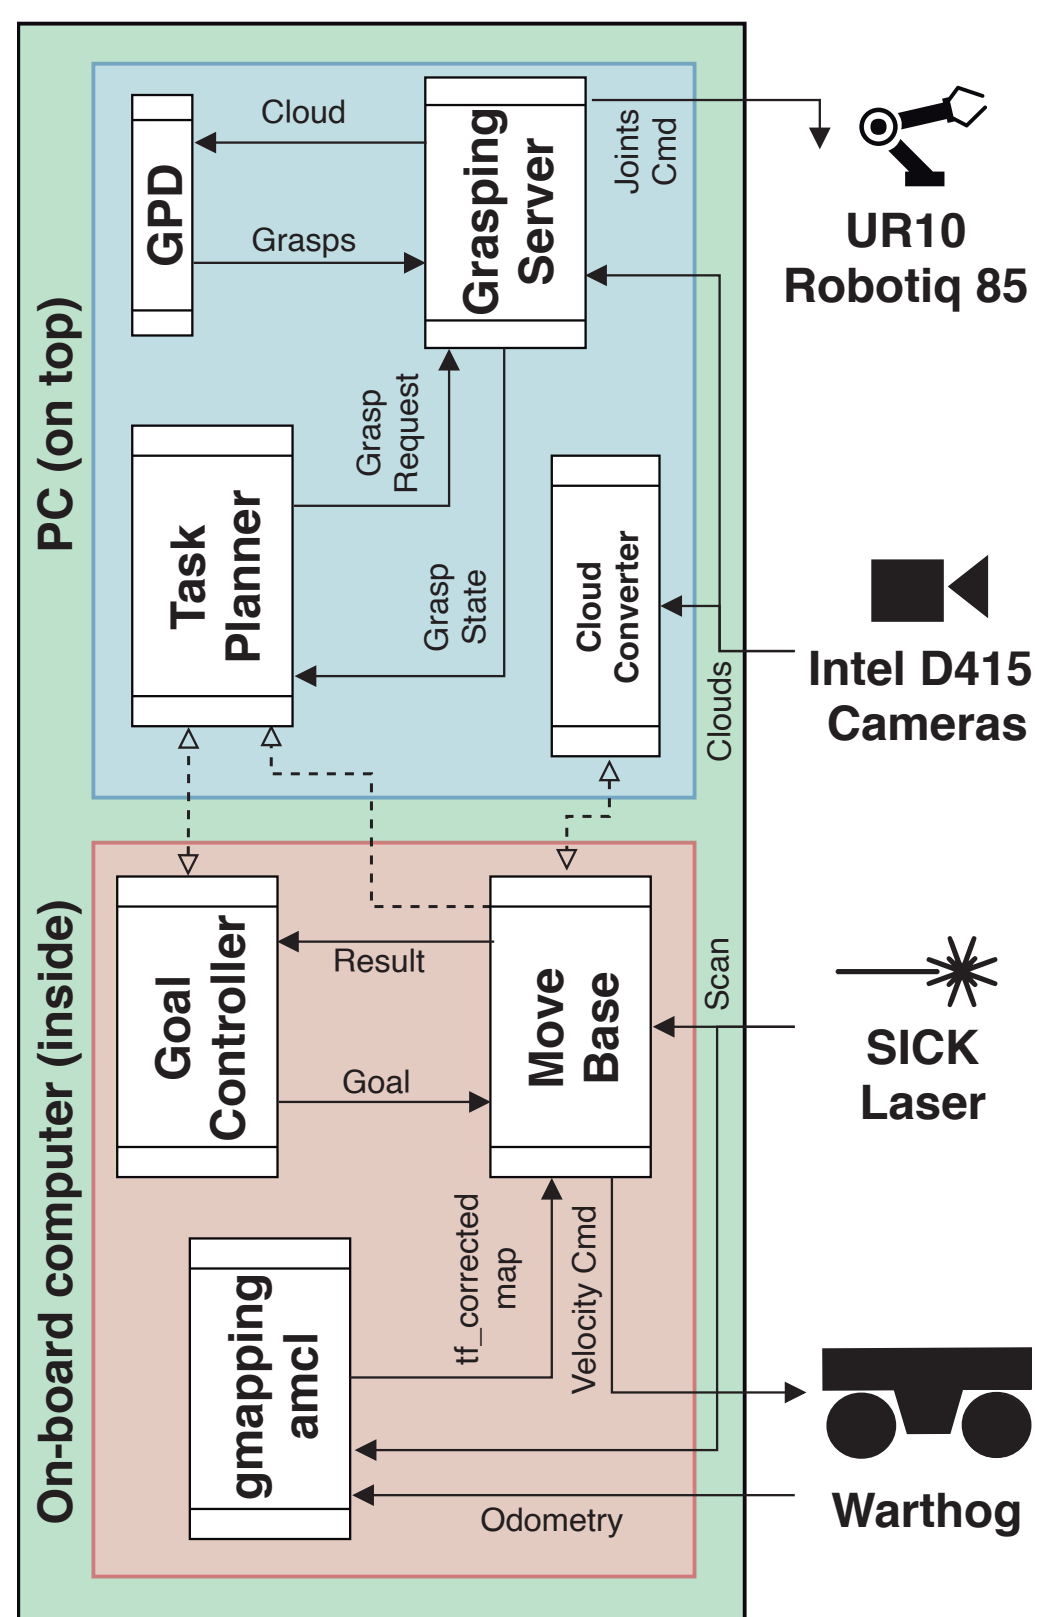 PC (on top)
GPD
Cloud
Grasps
Grasping
Server
Joints
Cmd
UR10
Robotiq 85
Task
Planner
Grasp
Request
Grasp
State
Cloud
Converter
Clouds
Intel D415
Cameras
On-board computer (inside)
Goal
Controller
Result
Goal
Move
Base
Scan
SICK
Laser
gmapping
amcl
tf_corrected
map
Velocity Cmd
Odometry
Warthog